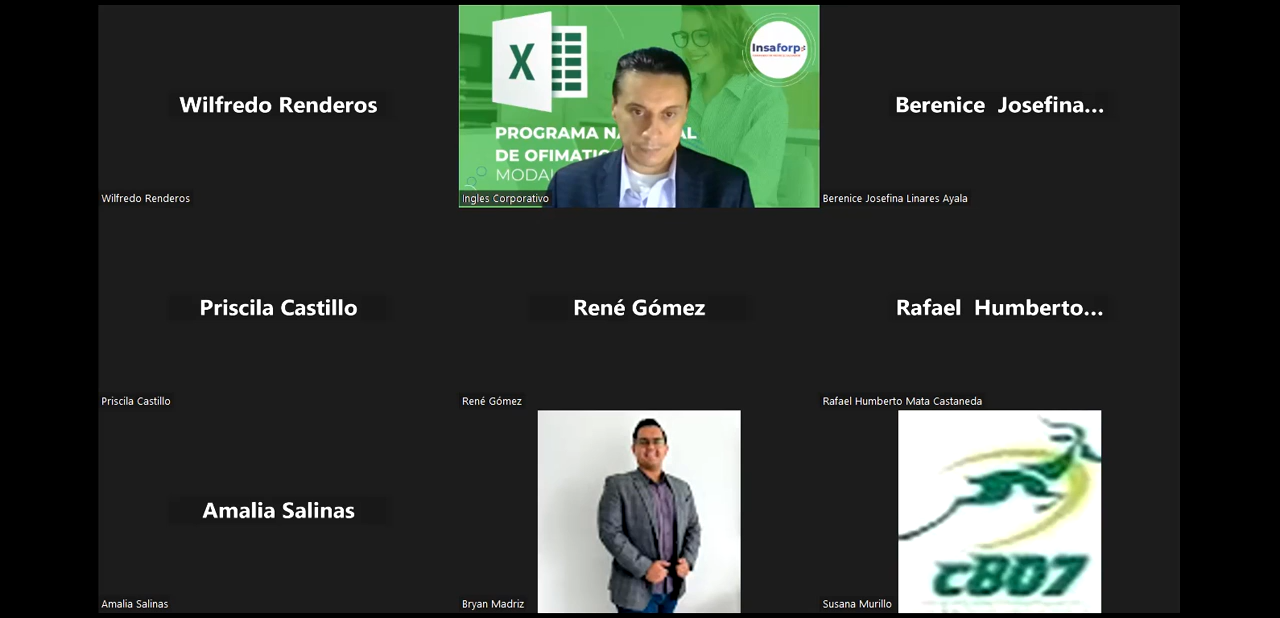 Wilfredo Renderos
Wilfredo Renderos
X
Insaforp
PROGRAMA NA AL
DE OFIMATIC
MODAL
Ingles Corporativo
Berenice Josefina...
Berenice Josefina Linares Ayala
Priscila Castillo
Priscila Castillo
René Gómez
René Gómez
Rafael Humberto...
Rafael Humberto Mata Castaneda
Amalia Salinas
Amalia Salinas
Bryan Madriz
cBO7
Susana Murillo